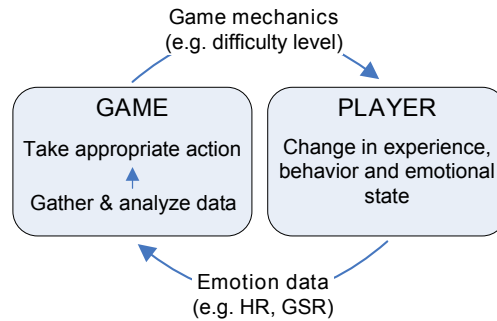 Game mechanics
(e.g. difficulty level)
GAME
Take appropriate action
Gather & analyze data
PLAYER
Change in experience,
behavior and emotional
state
Emotion data
(e.g. HR, GSR)